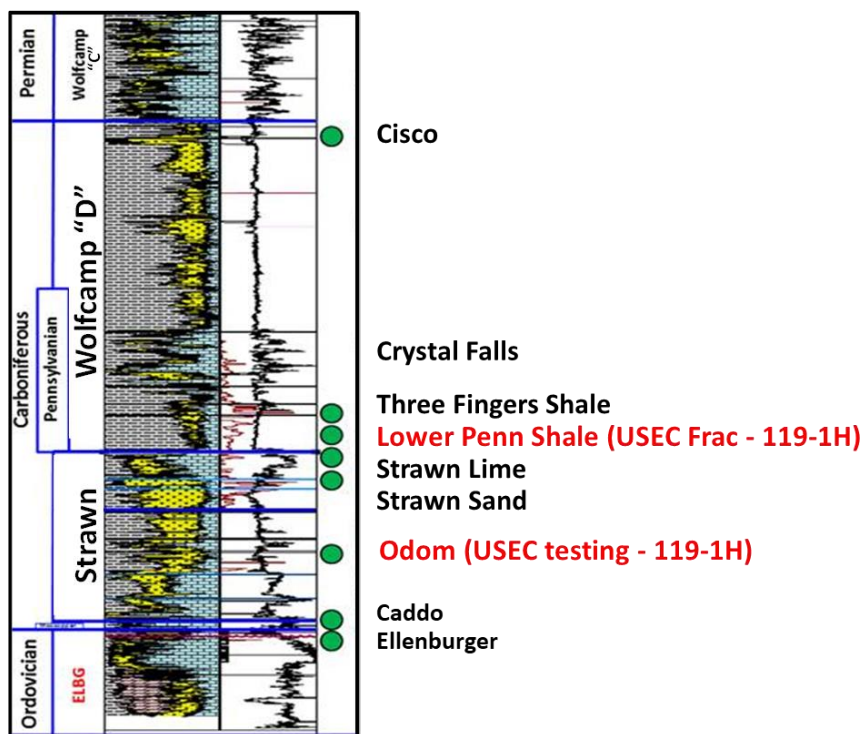 Permian
Wolfcamp
"C"
Cisco
Carboniferous
Pennsylvanian
Wolfcamp "D"
Crystal Falls
Three Fingers Shale
Lower Penn Shale (USEC Frac - 119-1H)
Strawn Lime
Strawn Sand
Strawn
Odom (USEC testing - 119-1H)
Caddo
Ellenburger
Ordovician
ELBG